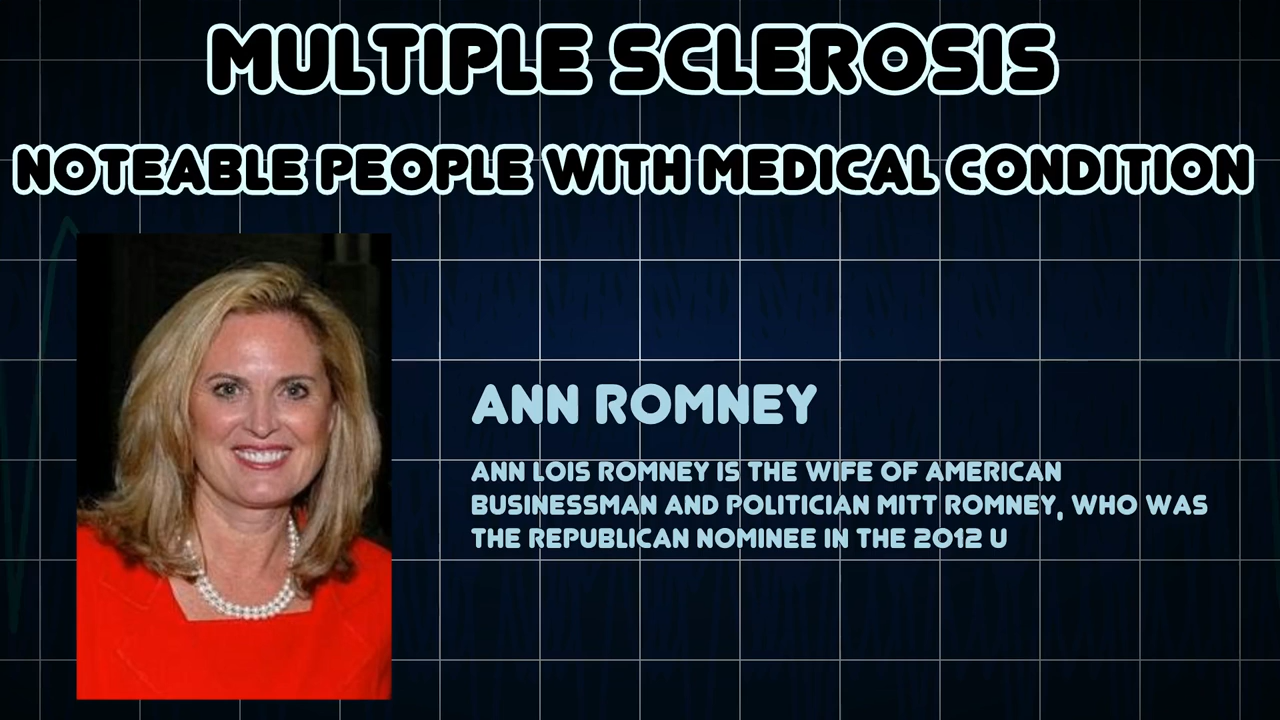 MULTIPLE SCLEROSIS
NOTEABLE PEOPLE WITH MEDICAL CONDITION
ANN ROMNEY
ANN LOIS ROMNEY IS THE WIFE OF AMERICAN
BUSINESSMAN AND POLITICIAN MITT ROMNEY, WHO WAS
THE REPUBLICAN NOMINEE IN THE 2012 U